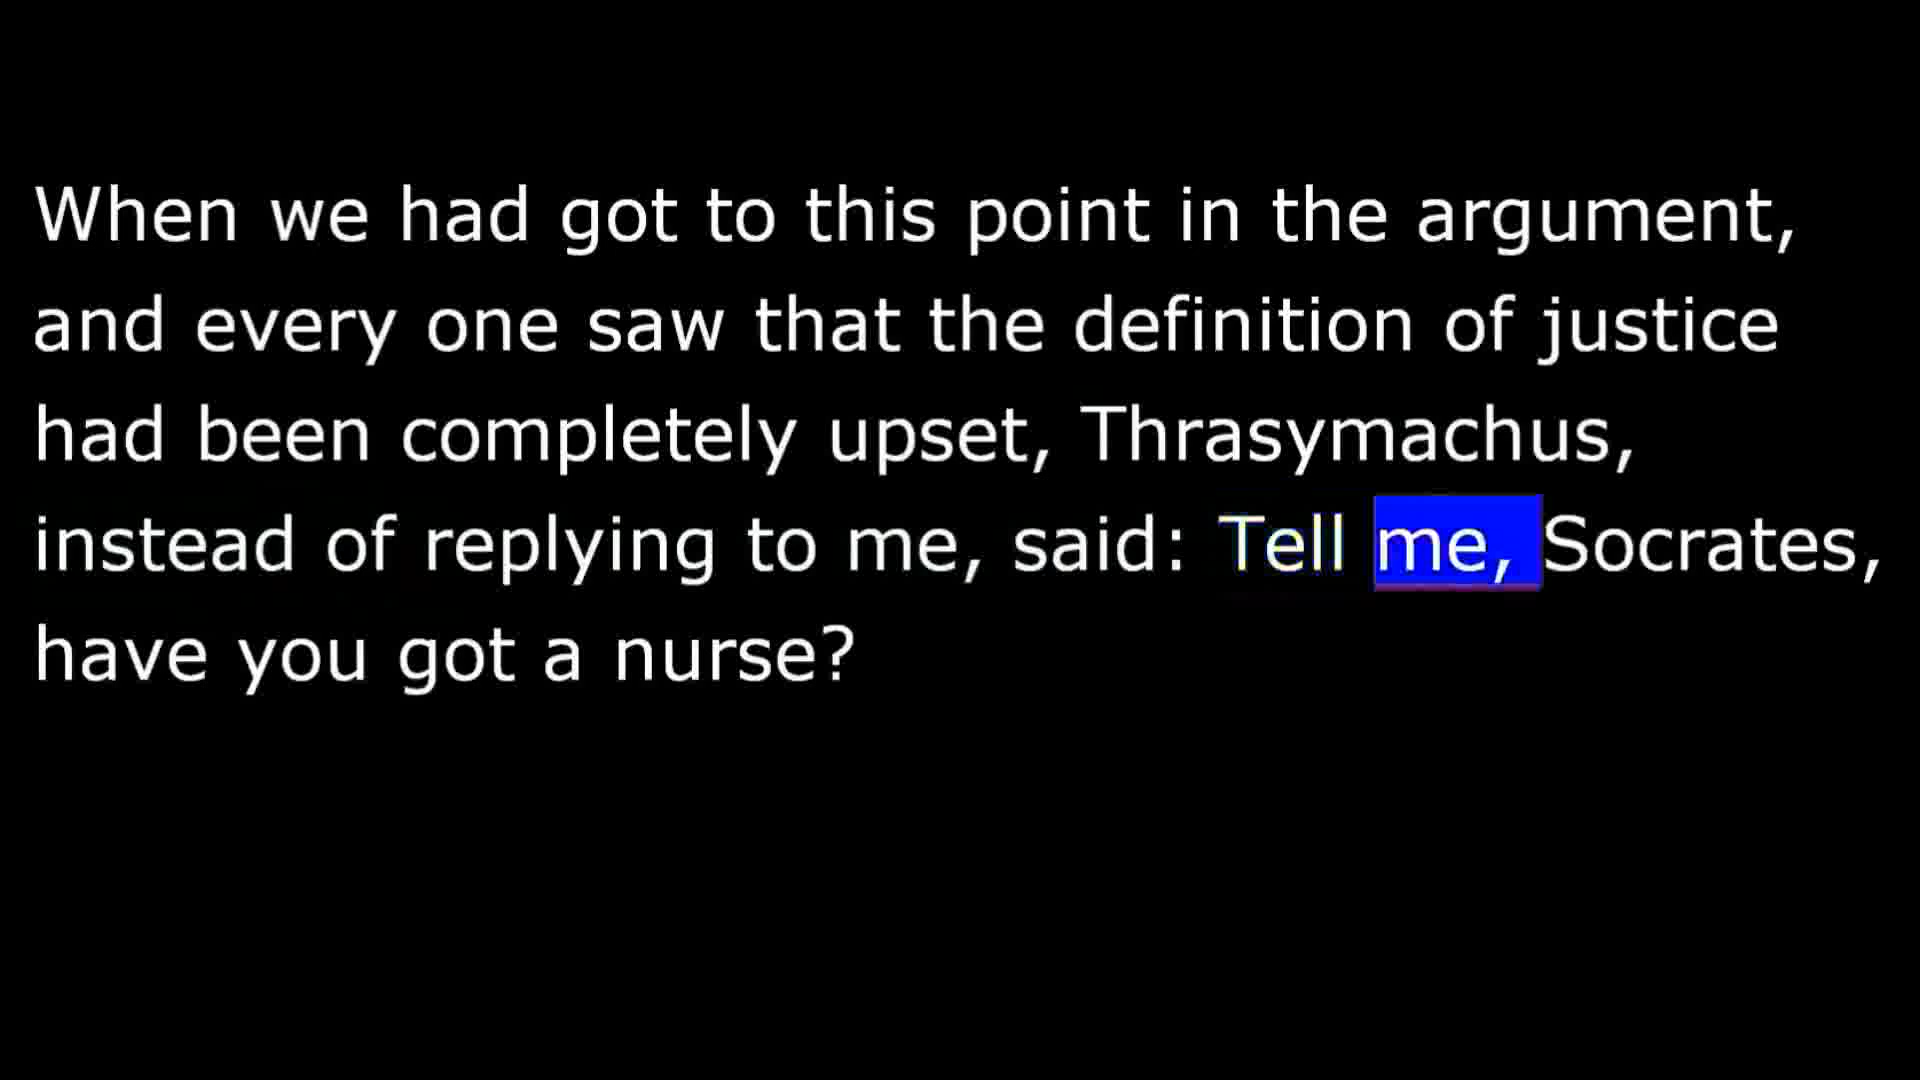 When we had got to this point in the argument,
and every one saw that the definition of justice
had been completely upset, Thrasymachus,
instead of replying to me, said: Tell me, Socrates,
have you got a nurse?